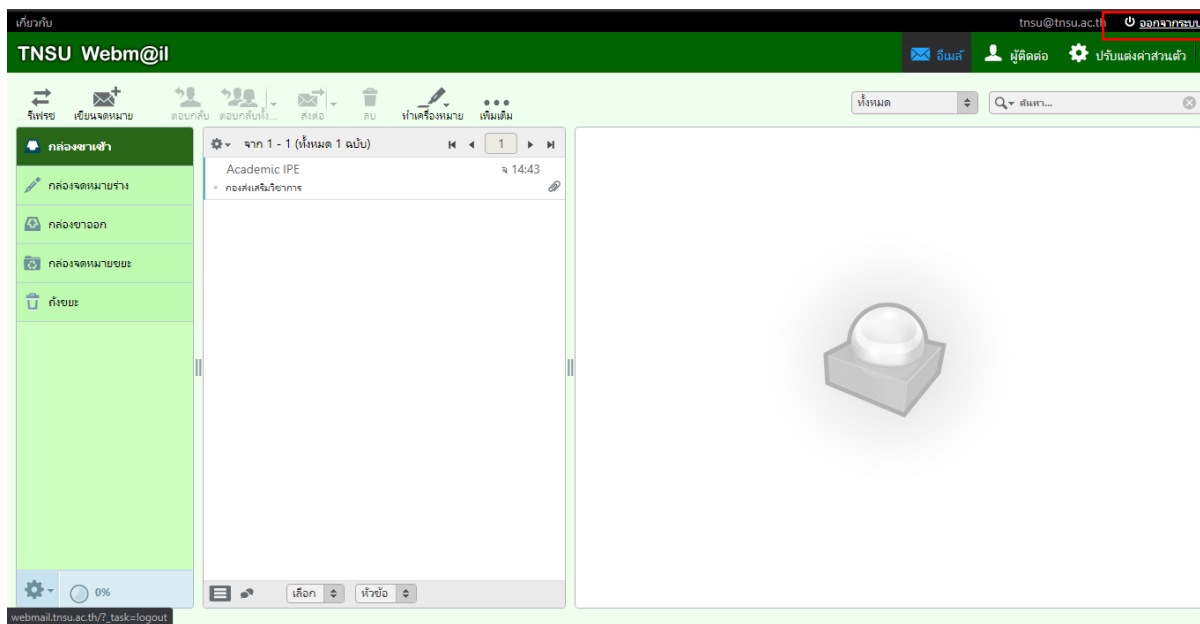 เกี่ยวกับ
tnsu@tnsu.ac.th ออกจากระบบ
TNSU Webm@il
อีเมล์ ผู้ติดต่อ ปรับแต่งค่าส่วนตัว
รีเฟรช เขียนจดหมาย ตอบกลับ ตอบกลับทั้ง... ส่งต่อ ลบ ทำเครื่องหมาย เพิ่มเติม
ทั้งหมด ค้นหา...
กล่องขาเข้า
กล่องจดหมายร่าง
กล่องขาออก
กล่องจดหมายขยะ
ถังขยะ
จาก 1 - 1 (ทั้งหมด 1 ฉบับ) 1
Academic IPE จ 14:43
กองส่งเสริมวิชาการ
0%
เลือก หัวข้อ
webmail.tnsu.ac.th/?_task=logout